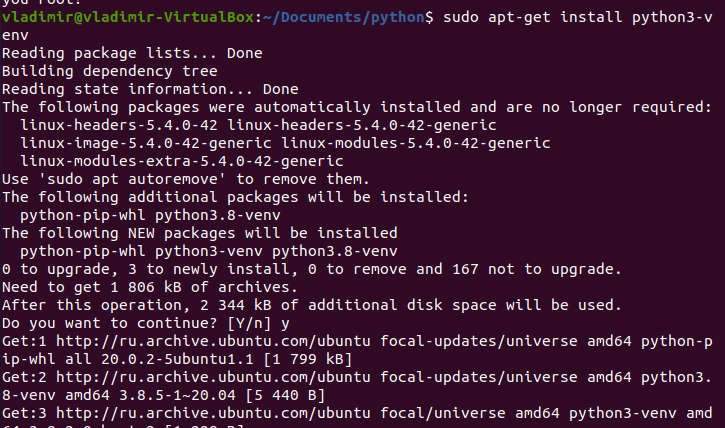 you root?
vladimir@vladimir-VirtualBox:~/Documents/python$ sudo apt-get install python3-v
env
Reading package lists... Done
Building dependency tree
Reading state information... Done
The following packages were automatically installed and are no longer required:
  linux-headers-5.4.0-42 linux-headers-5.4.0-42-generic
  linux-image-5.4.0-42-generic linux-modules-5.4.0-42-generic
  linux-modules-extra-5.4.0-42-generic
Use 'sudo apt autoremove' to remove them.
The following additional packages will be installed:
  python-pip-whl python3.8-venv
The following NEW packages will be installed
  python-pip-whl python3-venv python3.8-venv
0 to upgrade, 3 to newly install, 0 to remove and 167 not to upgrade.
Need to get 1 806 kB of archives.
After this operation, 2 344 kB of additional disk space will be used.
Do you want to continue? [Y/n] y
Get:1 http://ru.archive.ubuntu.com/ubuntu focal-updates/universe amd64 python-p
ip-whl all 20.0.2-5ubuntu1.1 [1 799 kB]
Get:2 http://ru.archive.ubuntu.com/ubuntu focal-updates/universe amd64 python3.
8-venv amd64 3.8.5-1~20.04 [5 440 B]
Get:3 http://ru.archive.ubuntu.com/ubuntu focal/universe amd64 python3-venv amd